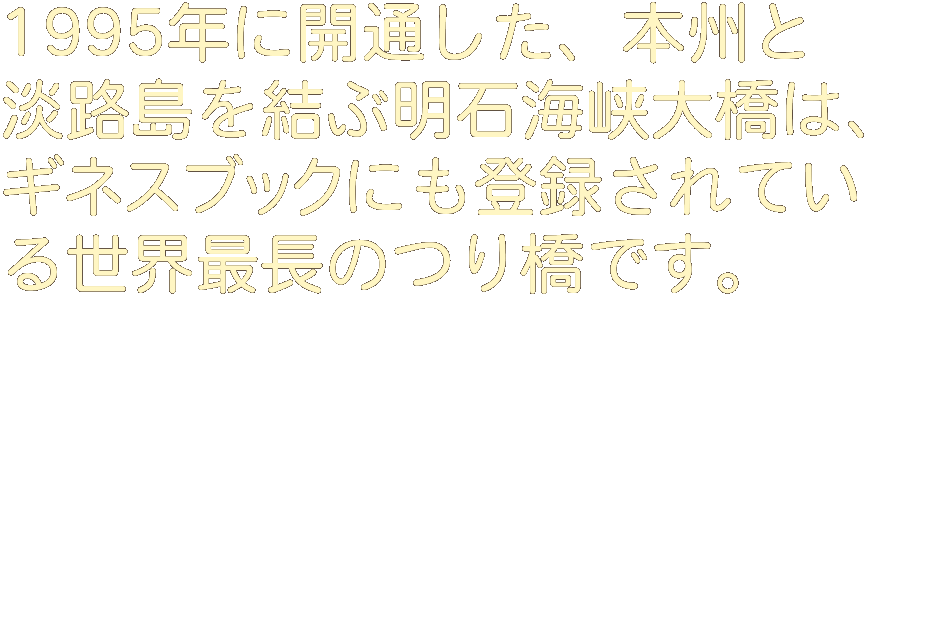 1995年に開通した、本州と
淡路島を結ぶ明石海峡大橋は、
ギネスブックにも登録されてい
る世界最長のつり橋です。